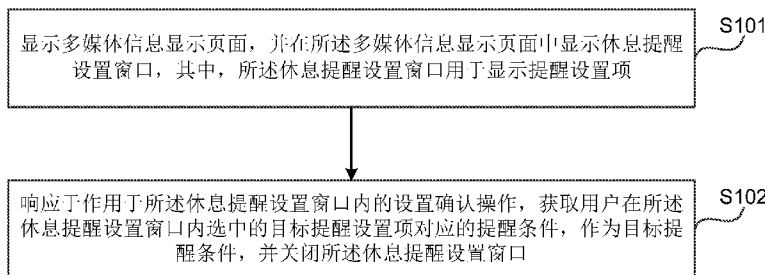 显示多媒体信息显示页面，并在所述多媒体信息显示页面中显示休息提醒
设置窗口，其中，所述休息提醒设置窗口用于显示提醒设置项
S101
响应于作用于所述休息提醒设置窗口内的设置确认操作，获取用户在所述
休息提醒设置窗口内选中的目标提醒设置项对应的提醒条件，作为目标提
醒条件，并关闭所述休息提醒设置窗口
S102